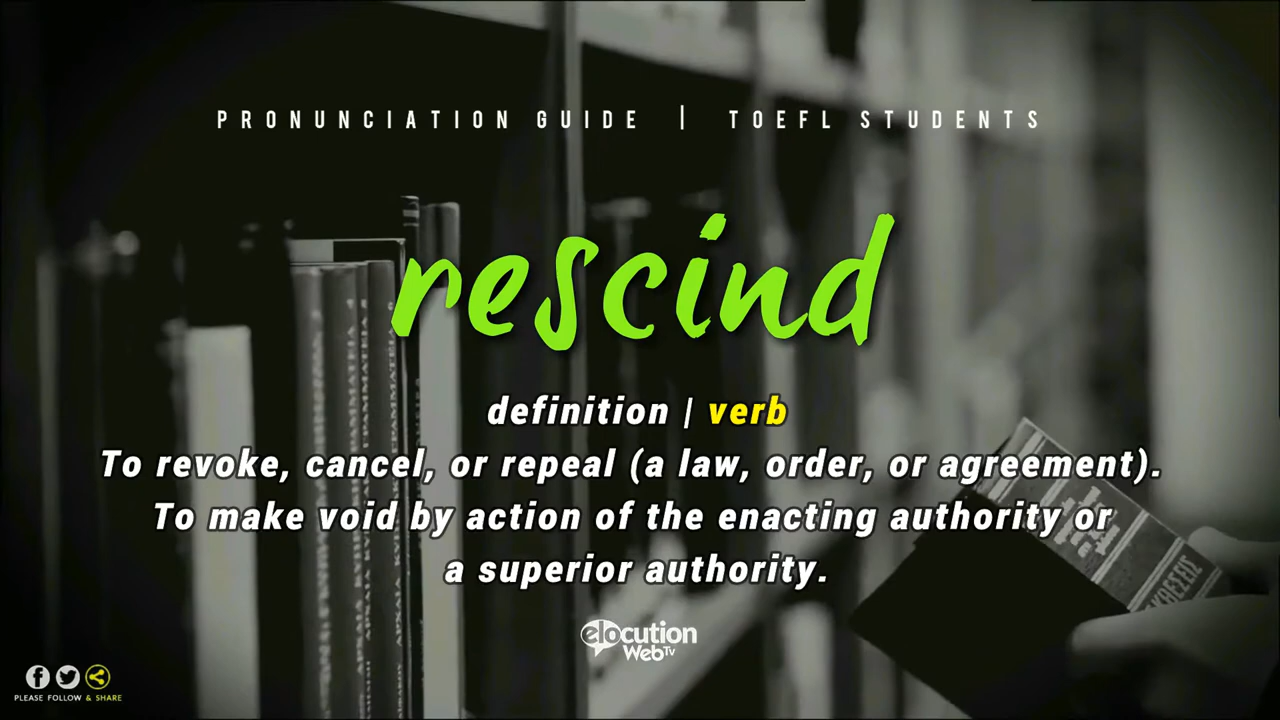 PRONUNCIATION GUIDE | TOEFL STUDENTS
rescind
definition | verb
To revoke, cancel, or repeal (a law, order, or agreement).
To make void by action of the enacting authority or
a superior authority.
elocution
WebTv
PLEASE FOLLOW & SHARE